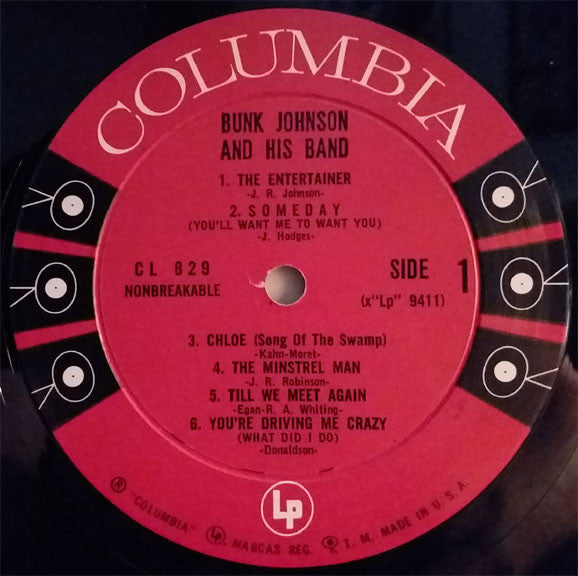 COLUMBIA
BUNK JOHNSON
AND HIS BAND
1. THE ENTERTAINER
-J. R. Johnson-
2. SOMEDAY
(YOU'LL WANT ME TO WANT YOU)
-J. Hodges-
CL 829
NONBREAKABLE
SIDE 1
(x"Lp" 9411)
3. CHLOE (Song Of The Swamp)
-Kahn-Moret-
4. THE MINSTREL MAN
-J. R. Robinson-
5. TILL WE MEET AGAIN
-Egan-R. A. Whiting-
6. YOU'RE DRIVING ME CRAZY
(WHAT DID I DO)
-Donaldson-
Lp
® "COLUMBIA" MARCAS REG. T. M. MADE IN U.S.A.